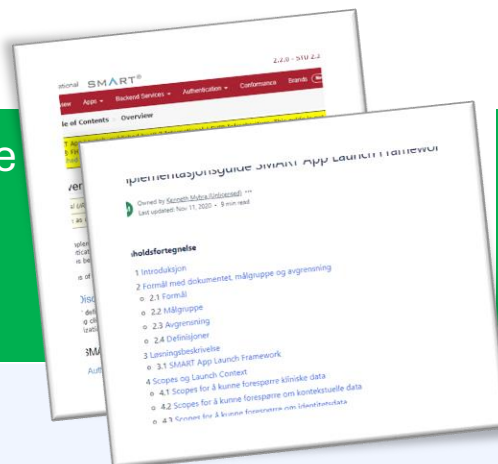 e
SMART®
2.2.0 - STU 2.2
Apps
Backend Services
Authentication
Conformance
Brands
le of Contents
Overview
plementasjonsguide SMART App Launch Framewor
Owned by Kenneth Myhra (Unlicensed)
Last updated: Nov 11, 2020 • 9 min read
holdsfortegnelse
1 Introduksjon
2 Formål med dokumentet, målgruppe og avgrensning
2.1 Formål
2.2 Målgruppe
2.3 Avgrensning
2.4 Definisjoner
3 Løsningsbeskrivelse
3.1 SMART App Launch Framework
4 Scopes og Launch Context
4.1 Scopes for å kunne forespørre kliniske data
4.2 Scopes for å kunne forespørre om kontekstuelle data
4.3 Scopes for å kunne forespørre om identitetsdata